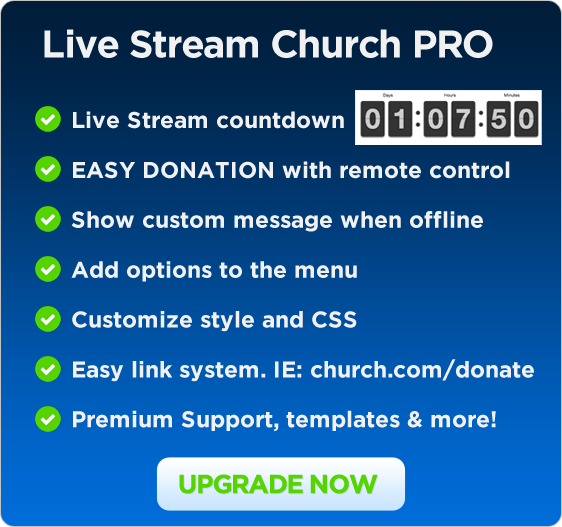 Live Stream Church PRO
Days Hours Minutes
Live Stream countdown 01:07:50
EASY DONATION with remote control
Show custom message when offline
Add options to the menu
Customize style and CSS
Easy link system. IE: church.com/donate
Premium Support, templates & more!
UPGRADE NOW